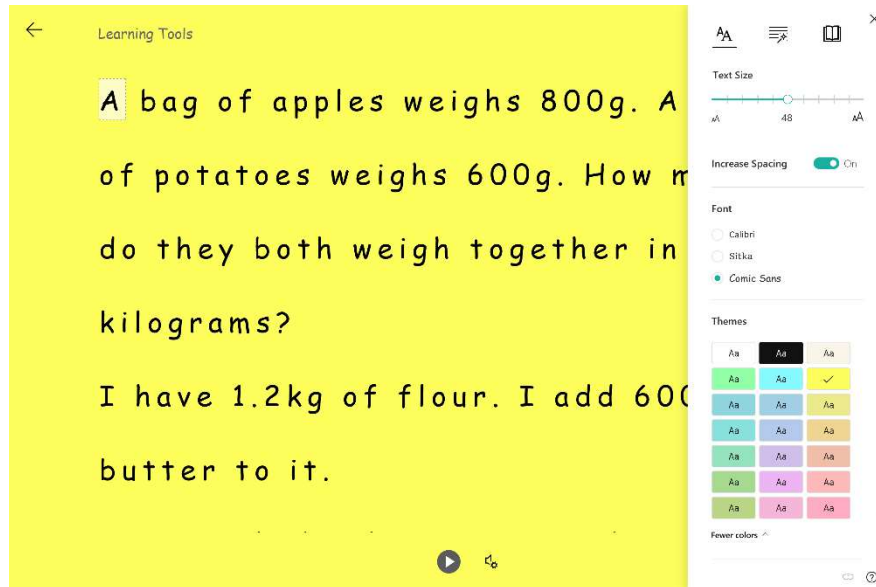 Learning Tools
A bag of apples weighs 800g. A
of potatoes weighs 600g. How
do they both weigh together in
kilograms?
I have 1.2kg of flour. I add
butter to it.
Text Size
AA 48 AA
Increase Spacing On
Font
Calibri
Sitka
Comic Sans
Themes
Aa Aa Aa
Aa Aa
Aa Aa Aa
Aa Aa Aa
Aa Aa Aa
Aa Aa Aa
Aa Aa Aa
Fewer colors